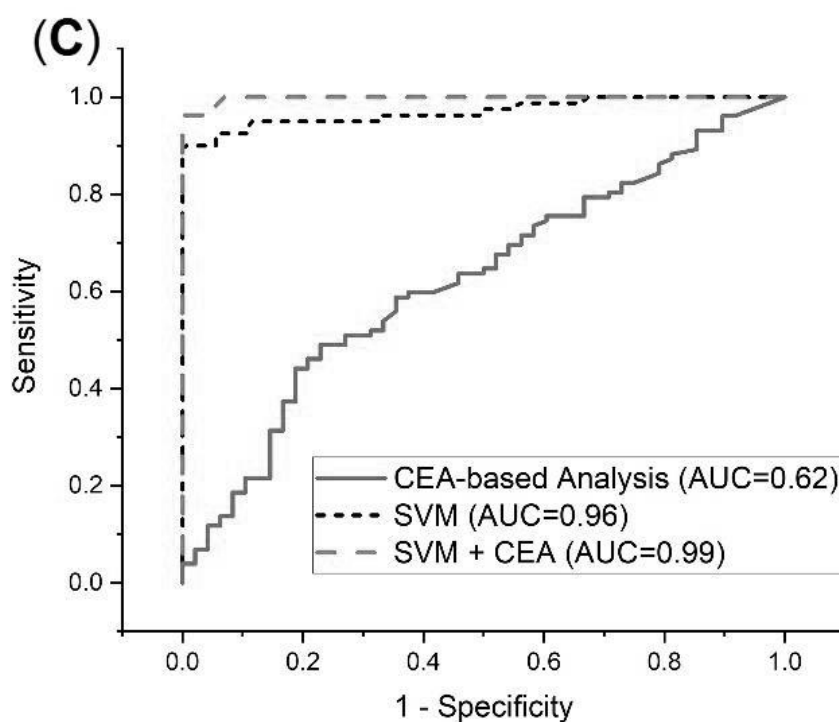 (C)
1.0
0.8
0.6
0.4
0.2
0.0
Sensitivity
CEA-based Analysis (AUC=0.62)
SVM (AUC=0.96)
SVM + CEA (AUC=0.99)
0.0 0.2 0.4 0.6 0.8 1.0
1 - Specificity